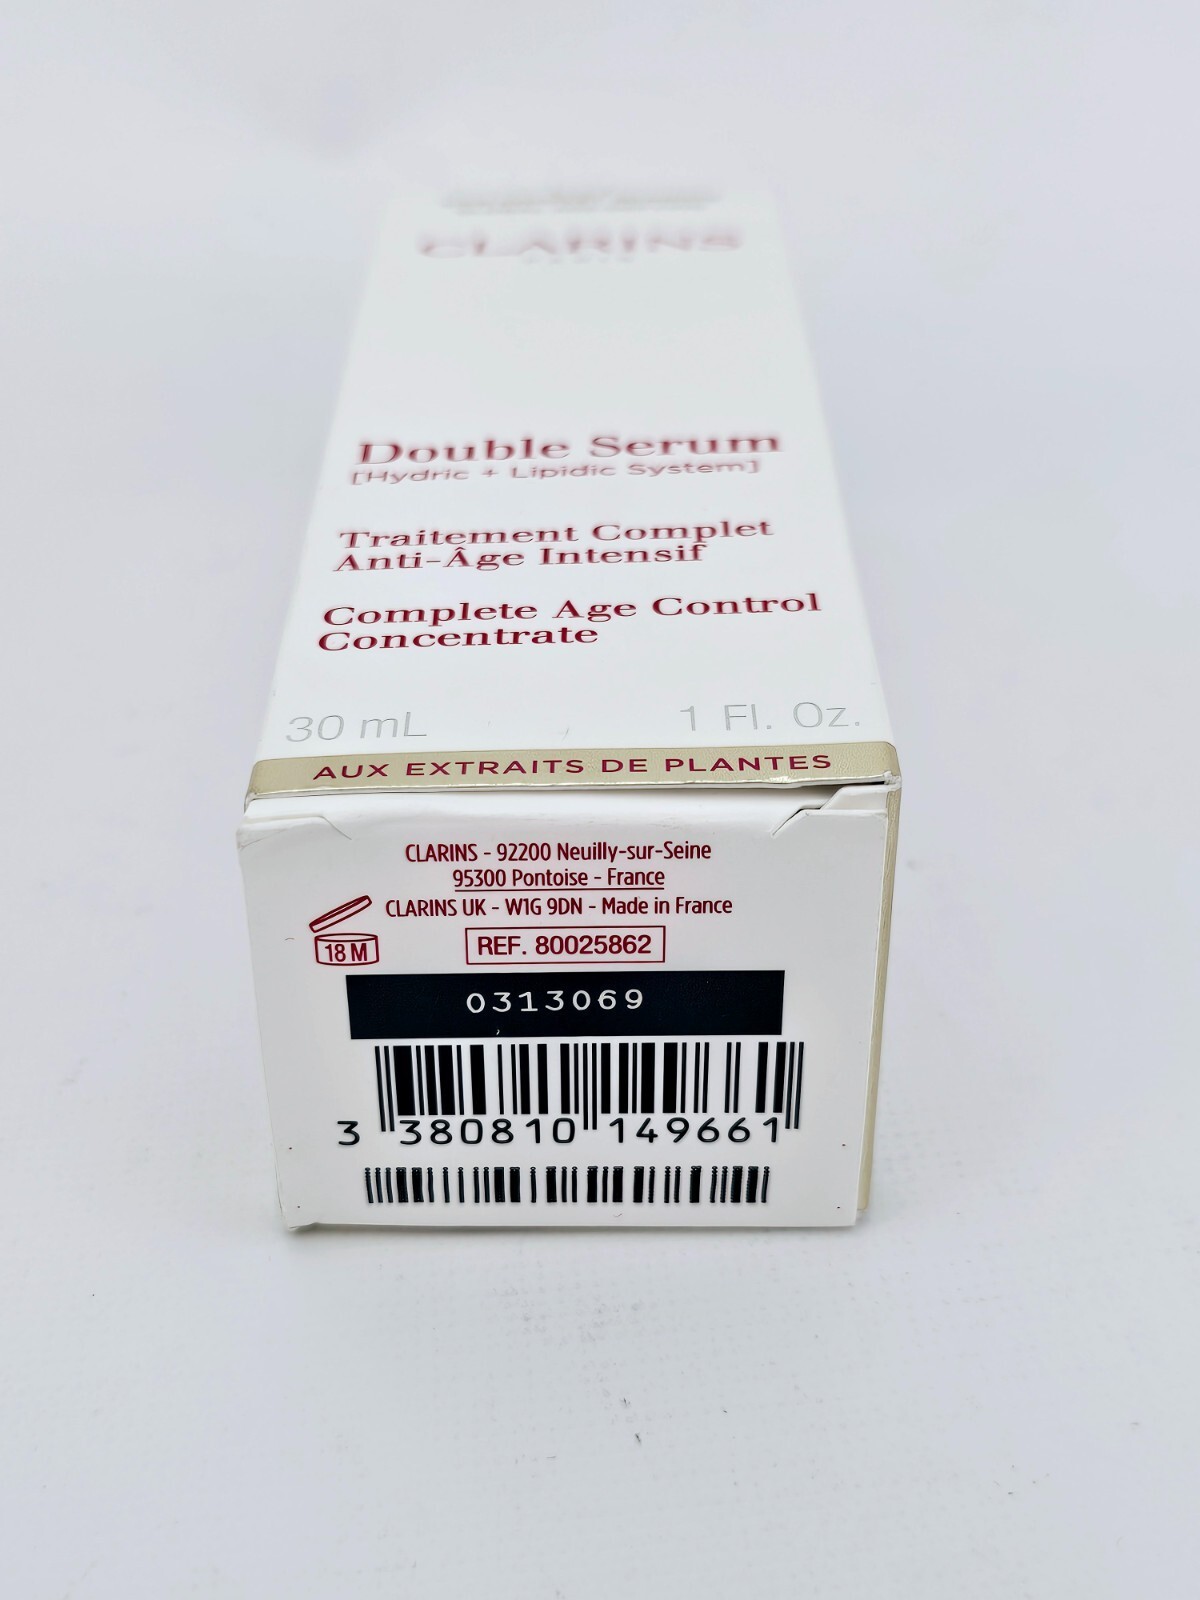 CLARINS
Double Serum
[Hydric + Lipidic System]
Traitement Complet
Anti-Âge Intensif
Complete Age Control
Concentrate
30 mL 1 Fl. Oz.
AUX EXTRAITS DE PLANTES
CLARINS - 92200 Neuilly-sur-Seine
95300 Pontoise - France
CLARINS UK - W1G 9DN - Made in France
18 M
REF. 80025862
0313069
3 380810 149661